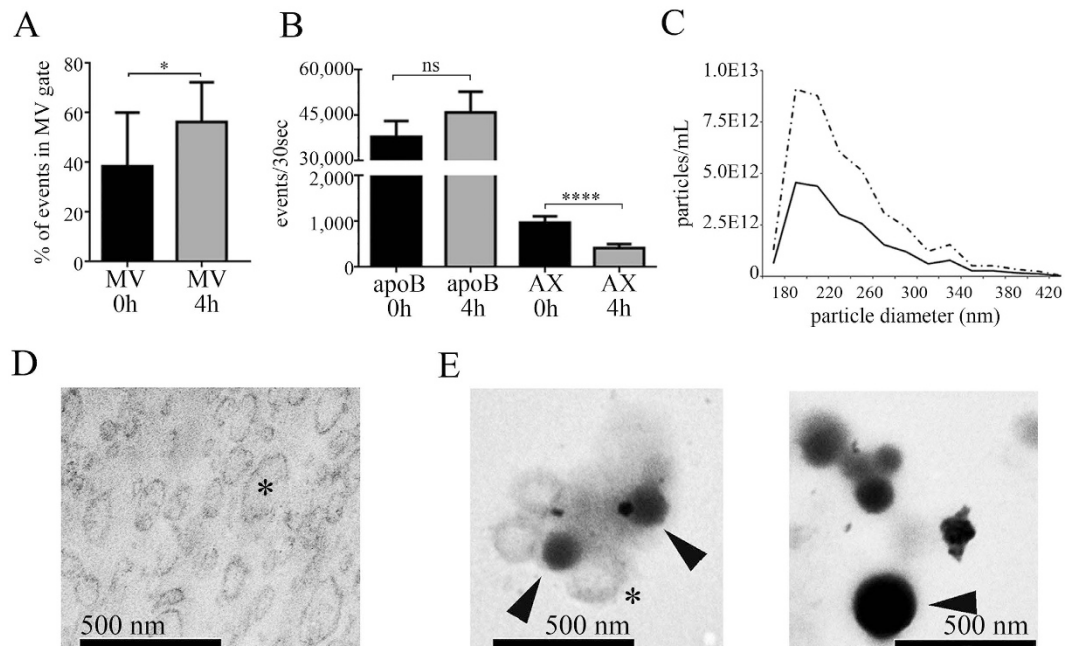 A
% of events in MV gate
80
60
40
20
0
*
MV
0h
MV
4h
B
events/30sec
60,000
45,000
30,000
2,000
1,000
0
ns
****
apoB
0h
apoB
4h
AX
0h
AX
4h
C
particles/mL
1.0E13
7.5E12
5.0E12
2.5E12
0
180 220 260 300 340 380 420
particle diameter (nm)
D
*
500 nm
E
*
500 nm
500 nm